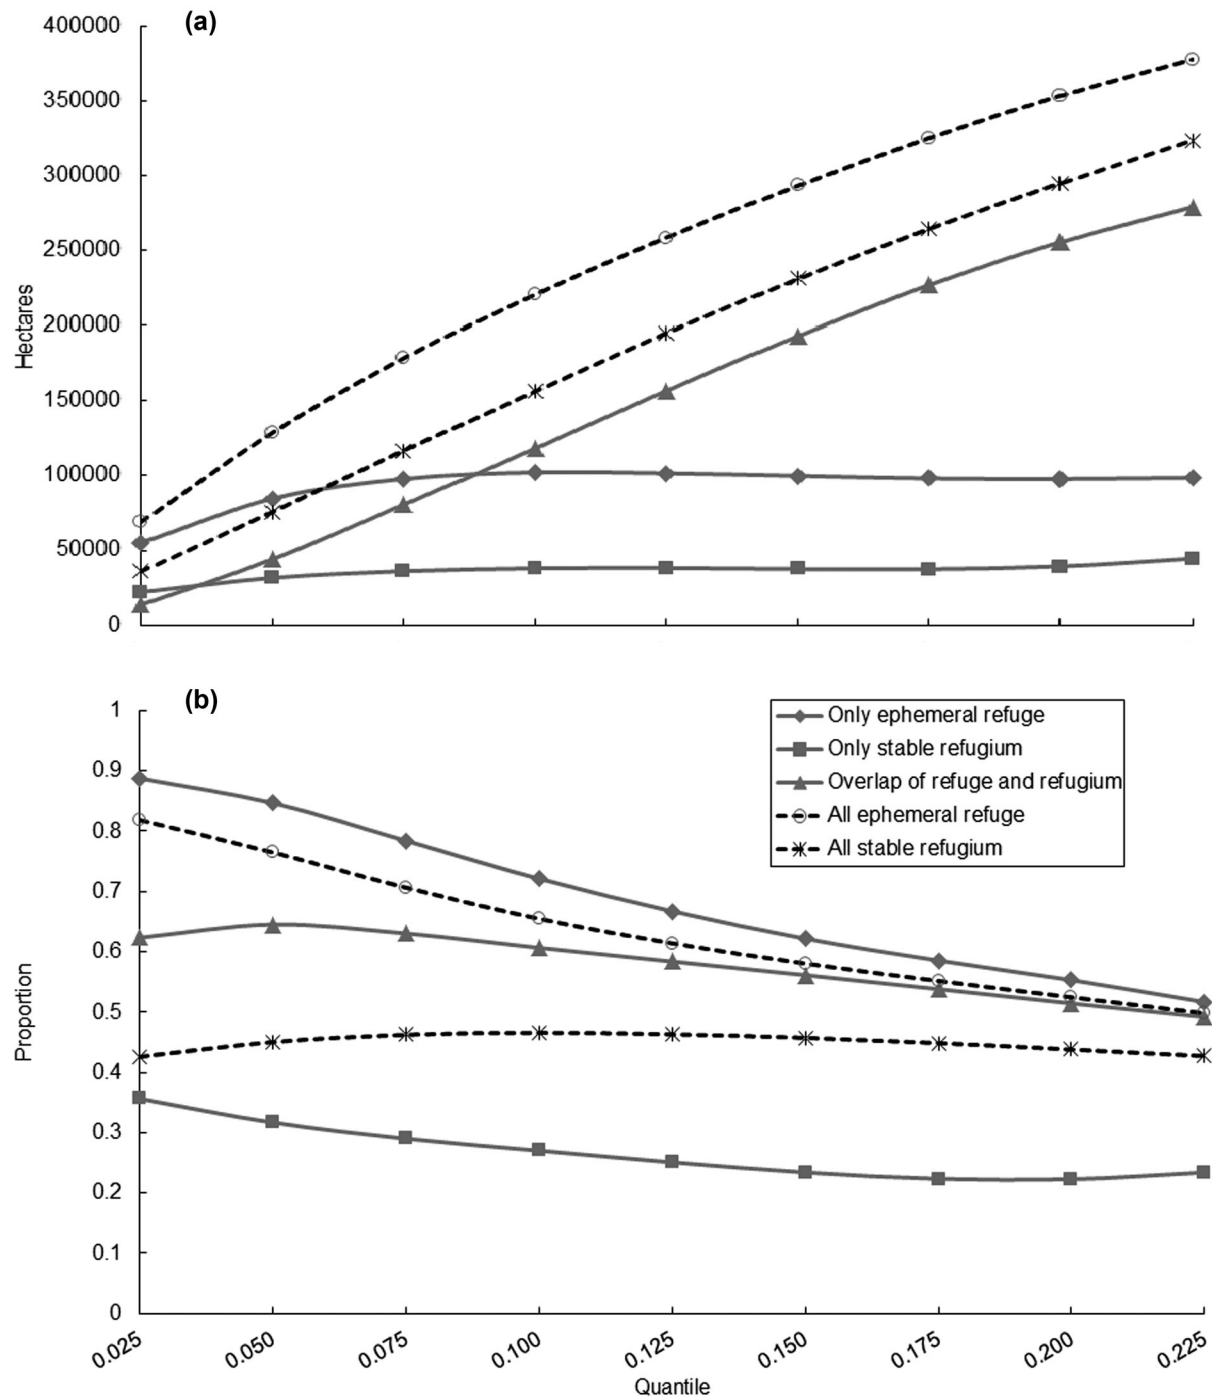 (a)
400000
350000
300000
250000
200000
150000
100000
50000
0
Hectares
(b)
1
0.9
0.8
0.7
0.6
0.5
0.4
0.3
0.2
0.1
0
Proportion
Only ephemeral refuge
Only stable refugium
Overlap of refuge and refugium
All ephemeral refuge
All stable refugium
0.025 0.050 0.075 0.100 0.125 0.150 0.175 0.200 0.225
Quantile